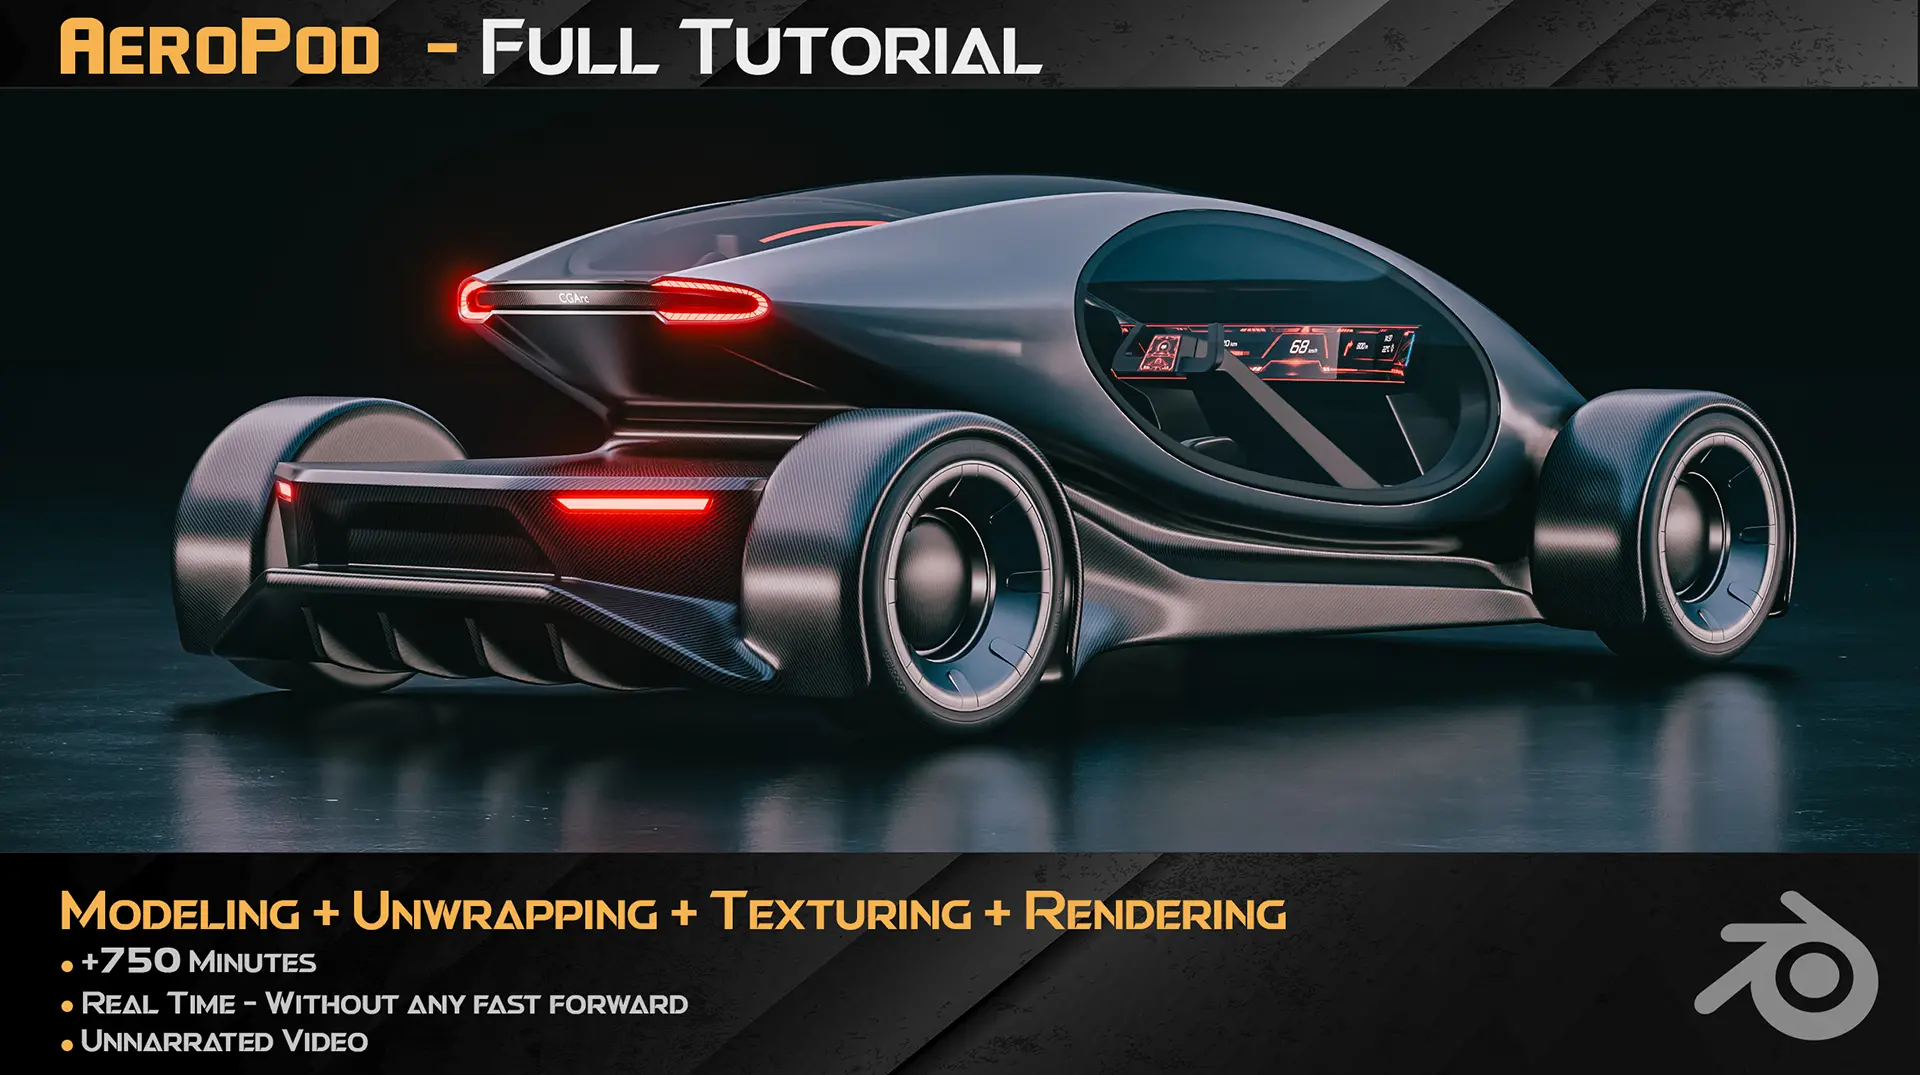 AEROPOD - FULL TUTORIAL
CGArc
68 km/h
MODELING + UNWRAPPING + TEXTURING + RENDERING
+750 MINUTES
REAL TIME - WITHOUT ANY FAST FORWARD
UNNARRATED VIDEO